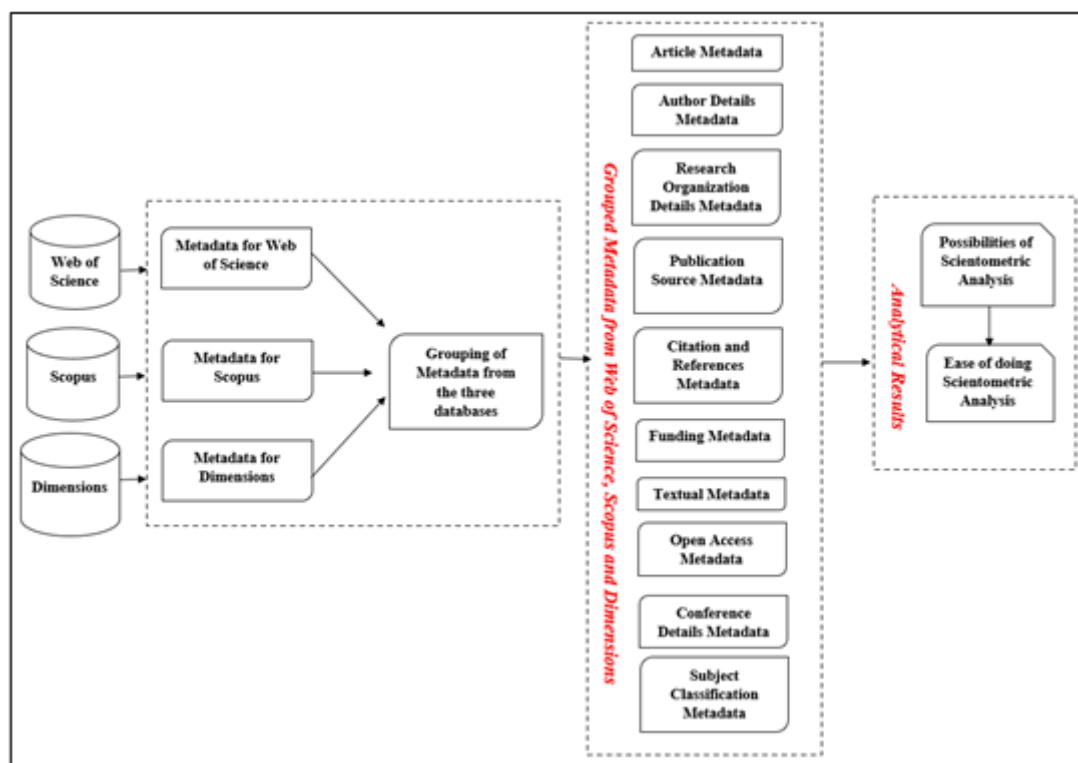 Web of
Science
Scopus
Dimensions
Metadata for Web
of Science
Metadata for
Scopus
Metadata for
Dimensions
Grouping of
Metadata from
the three
databases
Grouped Metadata from Web of Science, Scopus and Dimensions
Article Metadata
Author Details
Metadata
Research
Organization
Details Metadata
Publication
Source Metadata
Citation and
References
Metadata
Funding Metadata
Textual Metadata
Open Access
Metadata
Conference
Details Metadata
Subject
Classification
Metadata
Analytical Results
Possibilities of
Scientometric
Analysis
Ease of doing
Scientometric
Analysis